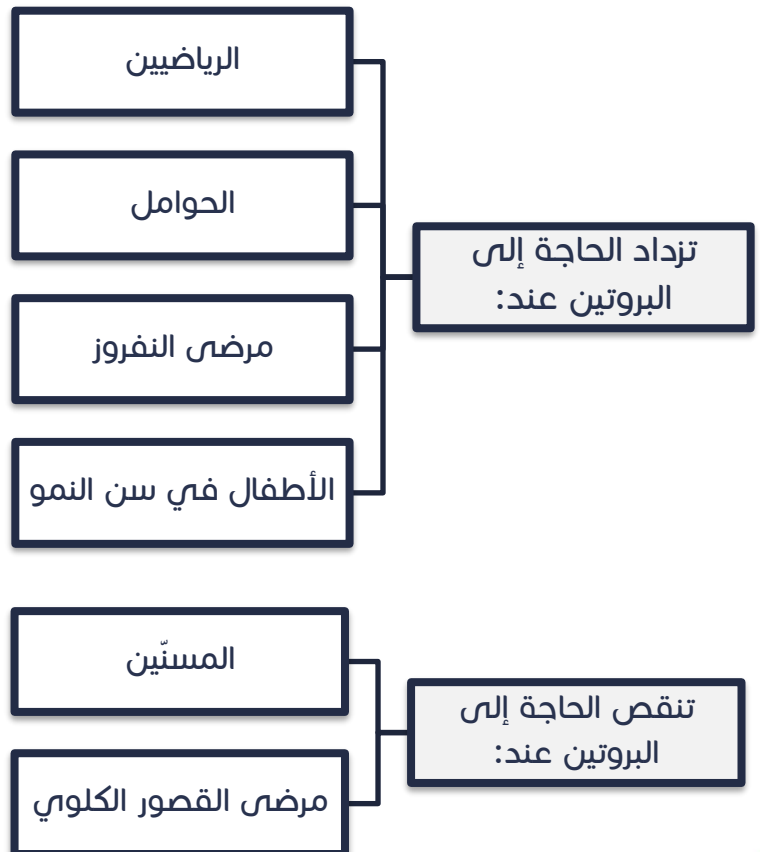 تزداد الحاجة إلى
البروتين عند:
الرياضيين
الحوامل
مرضى النفروز
الأطفال في سن النمو
تنقص الحاجة إلى
البروتين عند:
المسنّين
مرضى القصور الكلوي